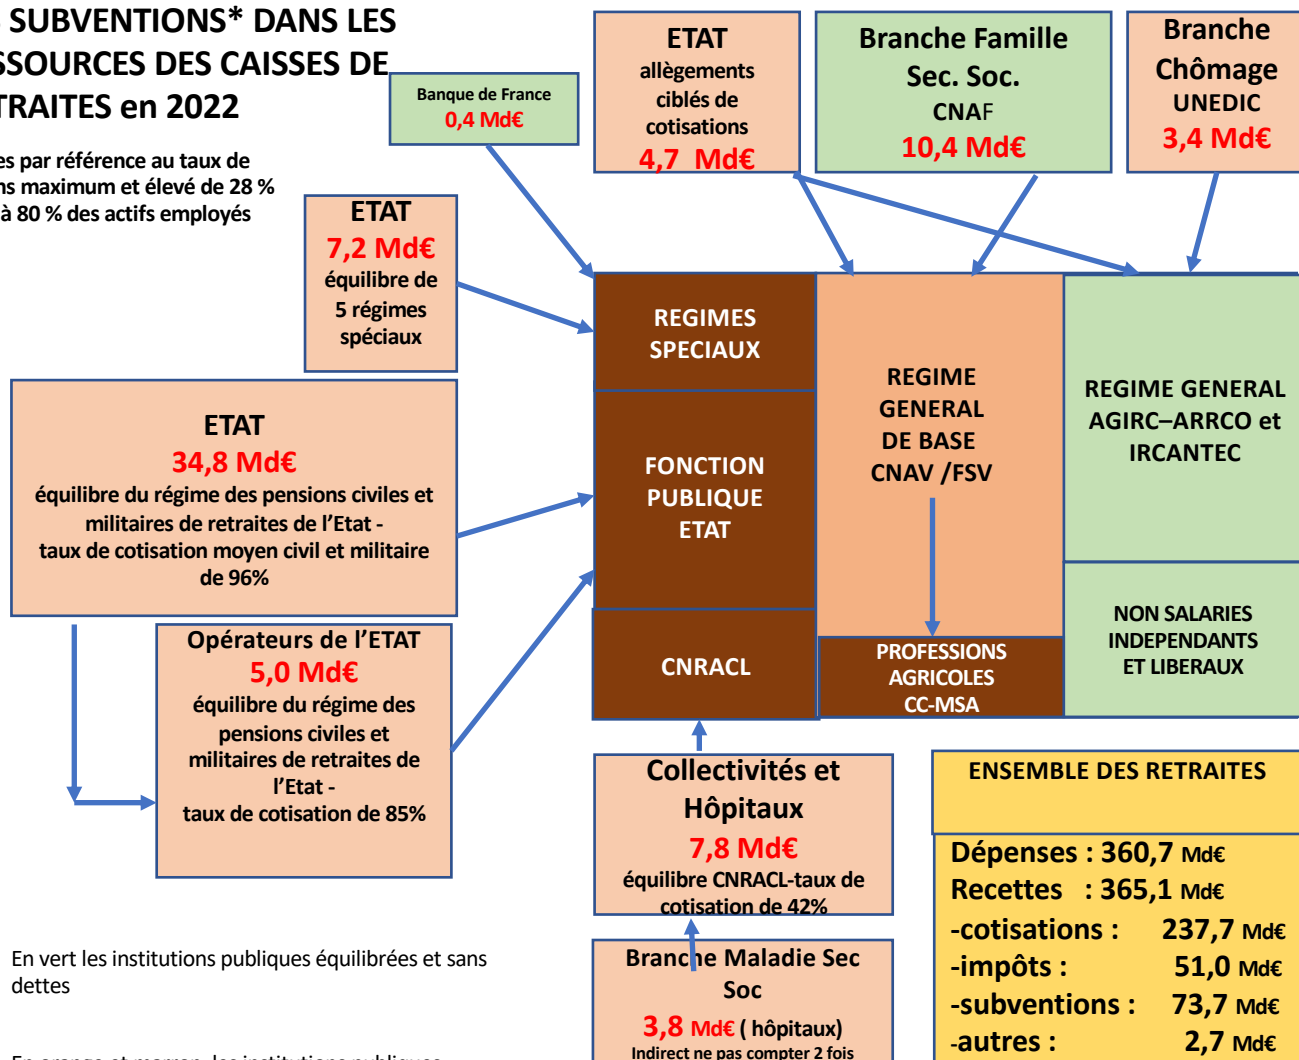 SUBVENTIONS* DANS LES
SSOURCES DES CAISSES DE
TRAITES en 2022
es par référence au taux de
ns maximum et élevé de 28 %
à 80 % des actifs employés
Banque de France
0,4 Md€
ETAT
allègements
ciblés de
cotisations
4,7 Md€
Branche Famille
Sec. Soc.
CNAF
10,4 Md€
Branche
Chômage
UNEDIC
3,4 Md€
ETAT
7,2 Md€
équilibre de
5 régimes
spéciaux
ETAT
34,8 Md€
équilibre du régime des pensions civiles et
militaires de retraites de l’Etat -
taux de cotisation moyen civil et militaire
de 96%
Opérateurs de l’ETAT
5,0 Md€
équilibre du régime des
pensions civiles et
militaires de retraites de
l’Etat -
taux de cotisation de 85%
REGIMES
SPECIAUX
FONCTION
PUBLIQUE
ETAT
CNRACL
REGIME
GENERAL
DE BASE
CNAV /FSV
PROFESSIONS
AGRICOLES
CC-MSA
REGIME GENERAL
AGIRC–ARRCO et
IRCANTEC
NON SALARIES
INDEPENDANTS
ET LIBERAUX
Collectivités et
Hôpitaux
7,8 Md€
équilibre CNRACL-taux de
cotisation de 42%
Branche Maladie Sec
Soc
3,8 Md€ ( hôpitaux)
Indirect ne pas compter 2 fois
ENSEMBLE DES RETRAITES
Dépenses : 360,7 Md€
Recettes : 365,1 Md€
-cotisations : 237,7 Md€
-impôts : 51,0 Md€
-subventions : 73,7 Md€
-autres : 2,7 Md€
En vert les institutions publiques équilibrées et sans
dettes
En orange et marron, les institutions publiques